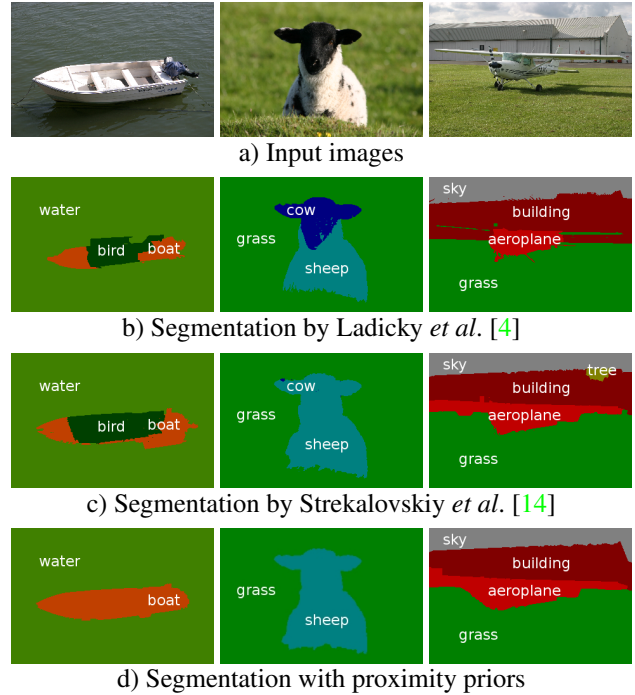 a) Input images
water
bird
boat
cow
grass
sheep
sky
building
aeroplane
grass
b) Segmentation by Ladicky et al. [4]
water
bird
boat
cow
grass
sheep
sky
tree
building
aeroplane
grass
c) Segmentation by Strekalovskiy et al. [14]
water
boat
grass
sheep
sky
building
aeroplane
grass
d) Segmentation with proximity priors